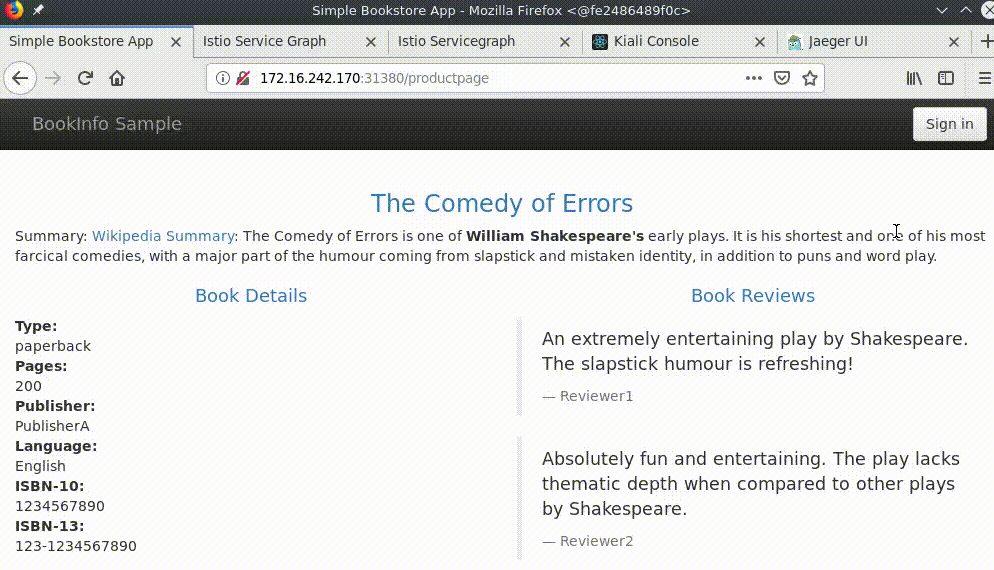 Simple Bookstore App - Mozilla Firefox <@fe2486489f0c>
Simple Bookstore App Istio Service Graph Istio Servicegraph Kiali Console Jaeger UI
172.16.242.170:31380/productpage
BookInfo Sample Sign in
The Comedy of Errors
Summary: Wikipedia Summary: The Comedy of Errors is one of William Shakespeare's early plays. It is his shortest and one of his most
farcical comedies, with a major part of the humour coming from slapstick and mistaken identity, in addition to puns and word play.
Book Details
Type:
paperback
Pages:
200
Publisher:
PublisherA
Language:
English
ISBN-10:
1234567890
ISBN-13:
123-1234567890
Book Reviews
An extremely entertaining play by Shakespeare.
The slapstick humour is refreshing!
— Reviewer1
Absolutely fun and entertaining. The play lacks
thematic depth when compared to other plays
by Shakespeare.
— Reviewer2